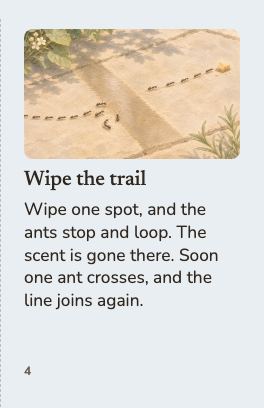 Wipe the trail
Wipe one spot, and the
ants stop and loop. The
scent is gone there. Soon
one ant crosses, and the
line joins again.
4